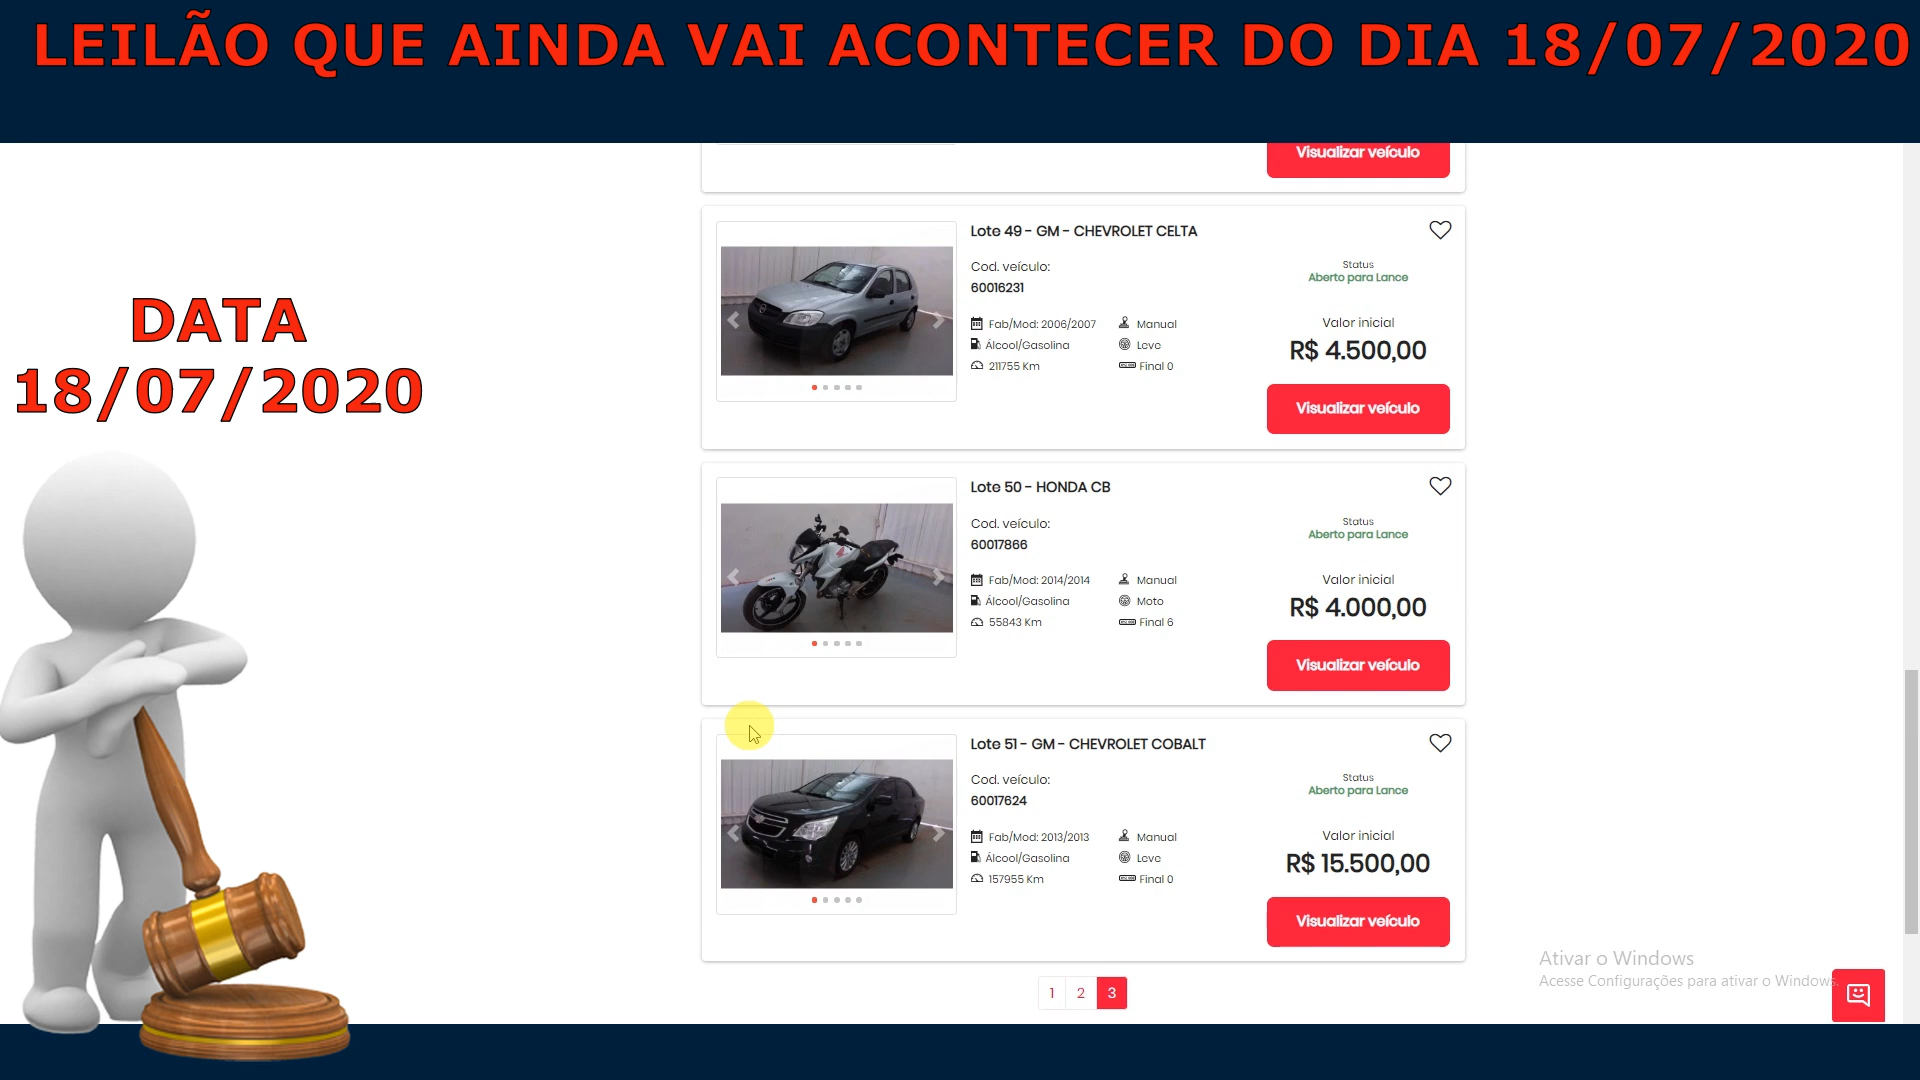 LEILÃO QUE AINDA VAI ACONTECER DO DIA 18/07/2020
DATA
18/07/2020
Visualizar veículo
Lote 49 - GM - CHEVROLET CELTA
Cod. veículo:
60016231
Fab/Mod: 2006/2007
Manual
Álcool/Gasolina
Leve
211755 Km
Final 0
Status
Aberto para Lance
Valor inicial
R$ 4.500,00
Visualizar veículo
Lote 50 - HONDA CB
Cod. veículo:
60017866
Fab/Mod: 2014/2014
Manual
Álcool/Gasolina
Moto
55843 Km
Final 6
Status
Aberto para Lance
Valor inicial
R$ 4.000,00
Visualizar veículo
Lote 51 - GM - CHEVROLET COBALT
Cod. veículo:
60017624
Fab/Mod: 2013/2013
Manual
Álcool/Gasolina
Leve
157955 Km
Final 0
Status
Aberto para Lance
Valor inicial
R$ 15.500,00
Visualizar veículo
1 2 3
Ativar o Windows
Acesse Configurações para ativar o Windows.